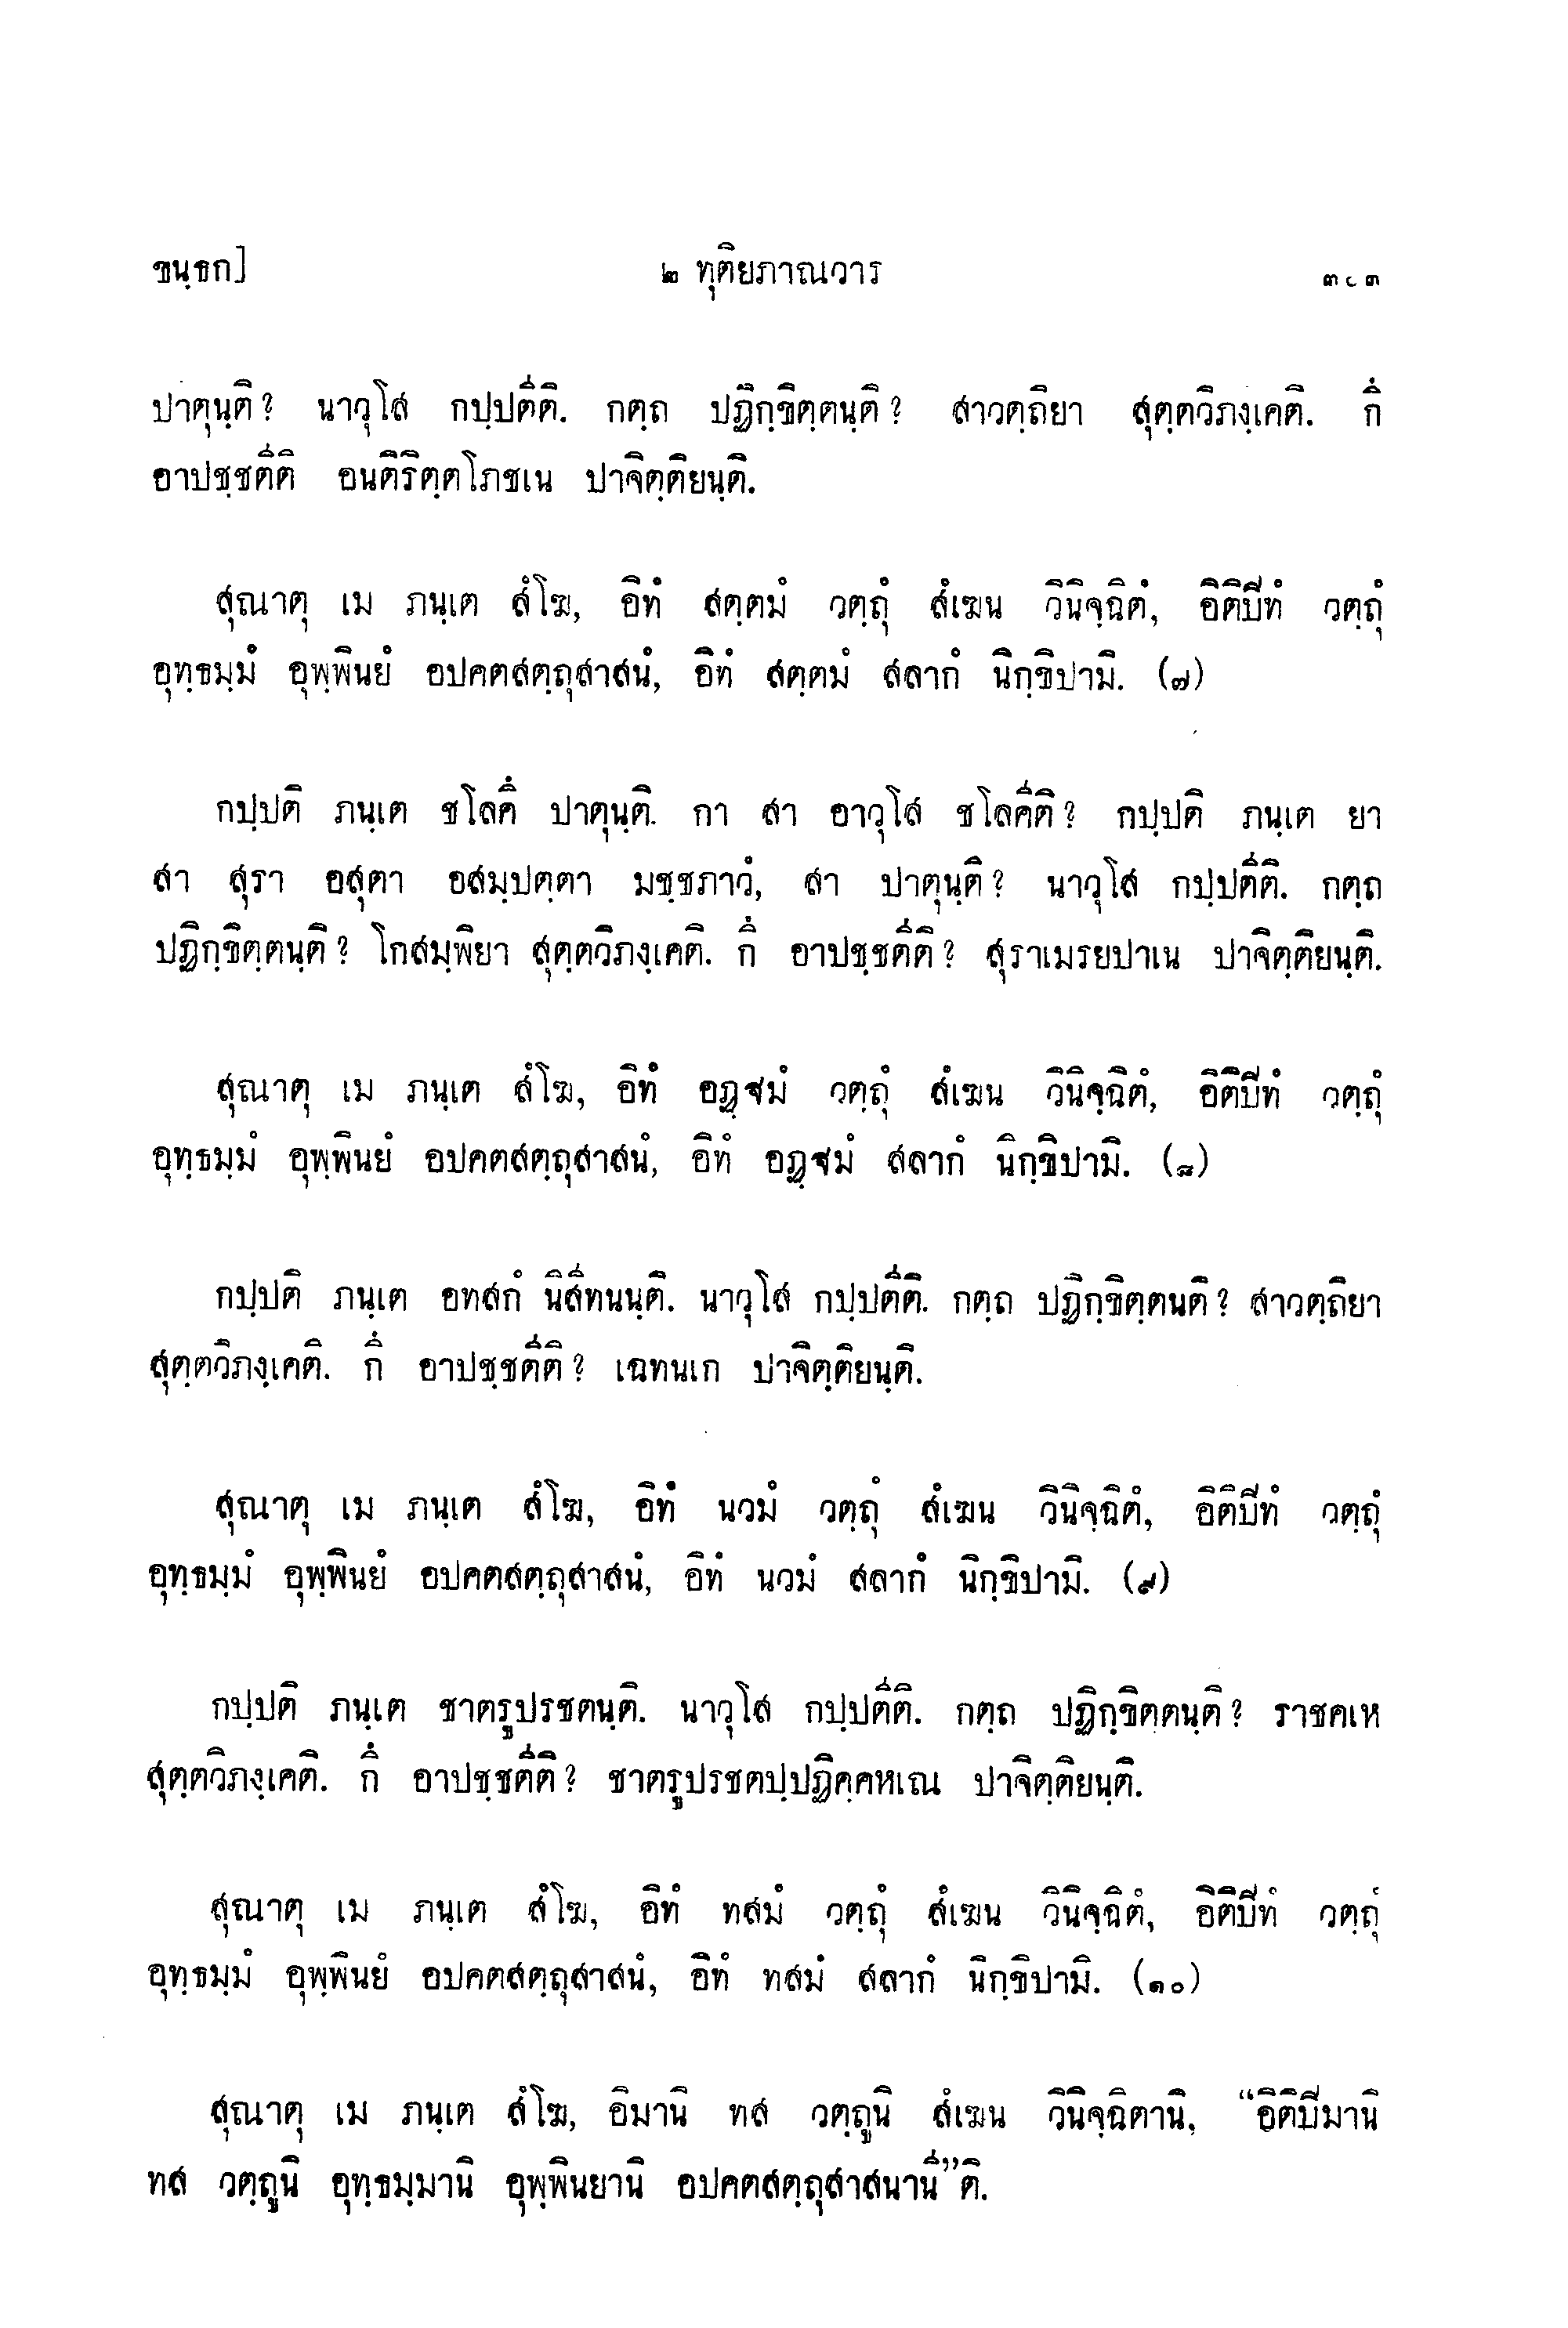 ขนฺธก] ๒ ทุติยภาณวาร ๓๘๓
ปาตุนฺติ? นาวุโส กปฺปตีติ. กตฺถ ปฏิกฺขิตฺตนฺติ? สาวตฺถิยา สุตฺตวิภงฺเคติ. กึ
อาปชฺชตีติ อนติริตฺตโภชเน ปาจิตฺติยนฺติ.
สุณาตุ เม ภนฺเต สํโฆ, อิทํ สตฺตมํ วตฺถุํ สํเฆน วินิจฺฉิตํ, อิติปีทํ วตฺถุํ
อุทฺธมฺมํ อุพฺพินยํ อปคตสตฺถุสาสนํ, อิทํ สตฺตมํ สลากํ นิกฺขิปามิ. (๗)
กปฺปติ ภนฺเต ชโลคึ ปาตุนฺติ. กา สา อาวุโส ชโลคีติ? กปฺปติ ภนฺเต ยา
สา สุรา อสุตา อสมฺปตฺตา มชฺชภาวํ, สา ปาตุนฺติ? นาวุโส กปฺปตีติ. กตฺถ
ปฏิกฺขิตฺตนฺติ? โกสมฺพิยา สุตฺตวิภงฺเคติ. กึ อาปชฺชตีติ? สุราเมรยปาเน ปาจิตฺติยนฺติ.
สุณาตุ เม ภนฺเต สํโฆ, อิทํ อฏฺฐมํ วตฺถุํ สํเฆน วินิจฺฉิตํ, อิติปีทํ วตฺถุํ
อุทฺธมฺมํ อุพฺพินยํ อปคตสตฺถุสาสนํ, อิทํ อฏฺฐมํ สลากํ นิกฺขิปามิ. (๘)
กปฺปติ ภนฺเต อทสกํ นิสีทนนฺติ. นาวุโส กปฺปตีติ. กตฺถ ปฏิกฺขิตฺตนติ? สาวตฺถิยา
สุตฺตวิภงฺเคติ. กึ อาปชฺชตีติ? เฉทนเก ปาจิตฺติยนฺติ.
สุณาตุ เม ภนฺเต สํโฆ, อิทํ นวมํ วตฺถุํ สํเฆน วินิจฺฉิตํ, อิติปีทํ วตฺถุํ
อุทฺธมฺมํ อุพฺพินยํ อปคตสตฺถุสาสนํ, อิทํ นวมํ สลากํ นิกฺขิปามิ. (๙)
กปฺปติ ภนฺเต ชาตรูปรชตนฺติ. นาวุโส กปฺปตีติ. กตฺถ ปฏิกฺขิตฺตนฺติ? ราชคเห
สุตฺตวิภงฺเคติ. กึ อาปชฺชตีติ? ชาตรูปรชตปฺปฏิคฺคหเณ ปาจิตฺติยนฺติ.
สุณาตุ เม ภนฺเต สํโฆ, อิทํ ทสมํ วตฺถุํ สํเฆน วินิจฺฉิตํ, อิติปีทํ วตฺถุํ
อุทฺธมฺมํ อุพฺพินยํ อปคตสตฺถุสาสนํ, อิทํ ทสมํ สลากํ นิกฺขิปามิ. (๑๐)
สุณาตุ เม ภนฺเต สํโฆ, อิมานิ ทส วตฺถูนิ สํเฆน วินิจฺฉิตานิ, “อิติปีมานิ
ทส วตฺถูนิ อุทฺธมฺมานิ อุพฺพินยานิ อปคตสตฺถุสาสนานี”ติ.